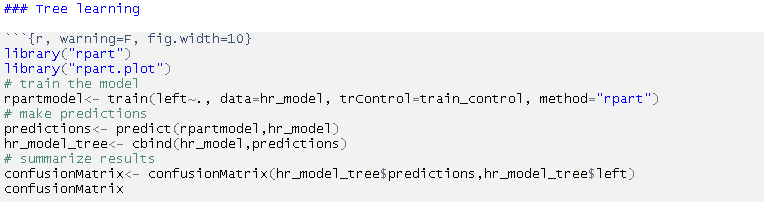 ### Tree learning
```{r, warning=F, fig.width=10}
library("rpart")
library("rpart.plot")
# train the model
rpartmodel<- train(left~., data=hr_model, trControl=train_control, method="rpart")
# make predictions
predictions<- predict(rpartmodel,hr_model)
hr_model_tree<- cbind(hr_model,predictions)
# summarize results
confusionMatrix<- confusionMatrix(hr_model_tree$predictions,hr_model_tree$left)
confusionMatrix